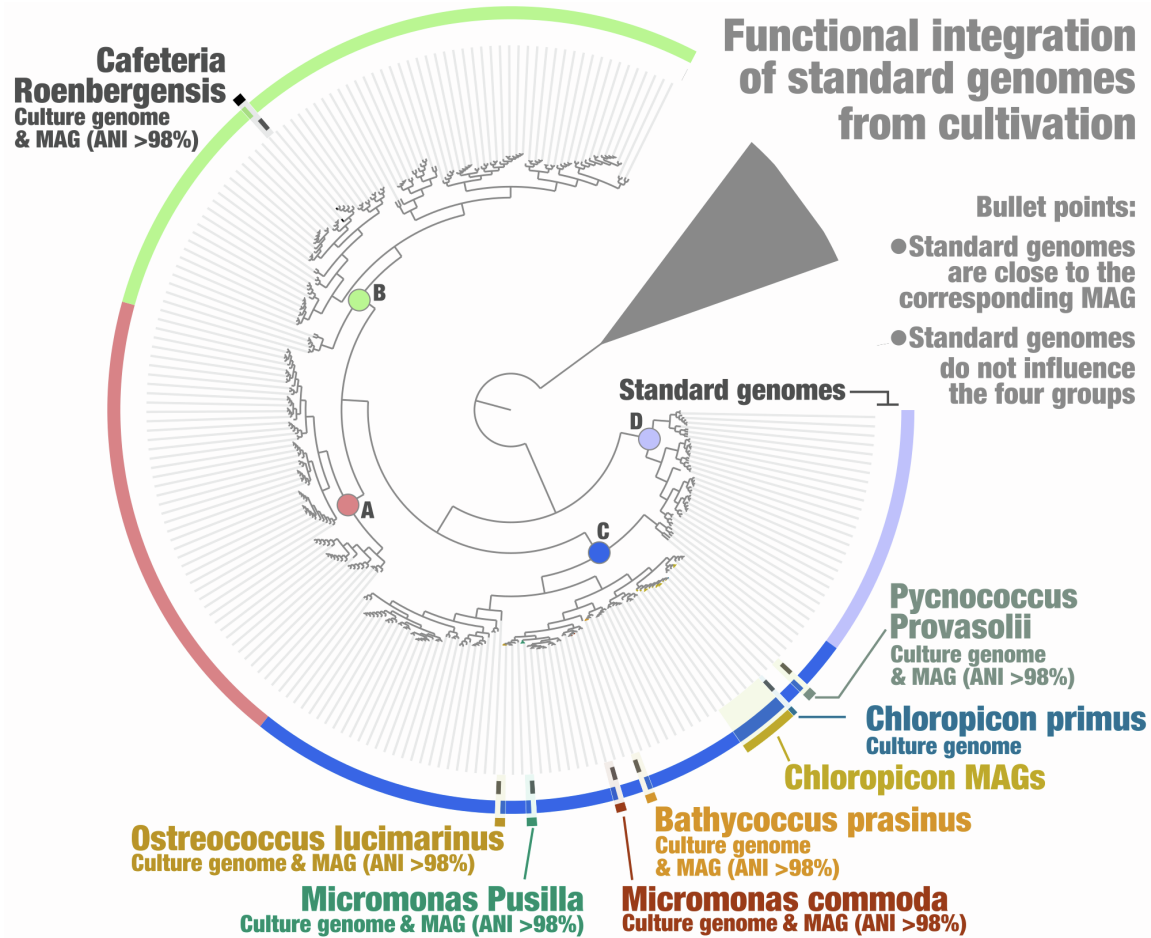 Functional integration
of standard genomes
from cultivation
Cafeteria
Roenbergensis
Culture genome
& MAG (ANI >98%)
Bullet points:
Standard genomes
are close to the
corresponding MAG
Standard genomes
do not influence
the four groups
Standard genomes
B
D
A
C
Pycnococcus
Provasolii
Culture genome
& MAG (ANI >98%)
Chloropicon primus
Culture genome
Chloropicon MAGs
Bathycoccus prasinus
Culture genome
& MAG (ANI >98%)
Ostreococcus lucimarinus
Culture genome & MAG (ANI >98%)
Micromonas Pusilla
Culture genome & MAG (ANI >98%)
Micromonas commoda
Culture genome & MAG (ANI >98%)